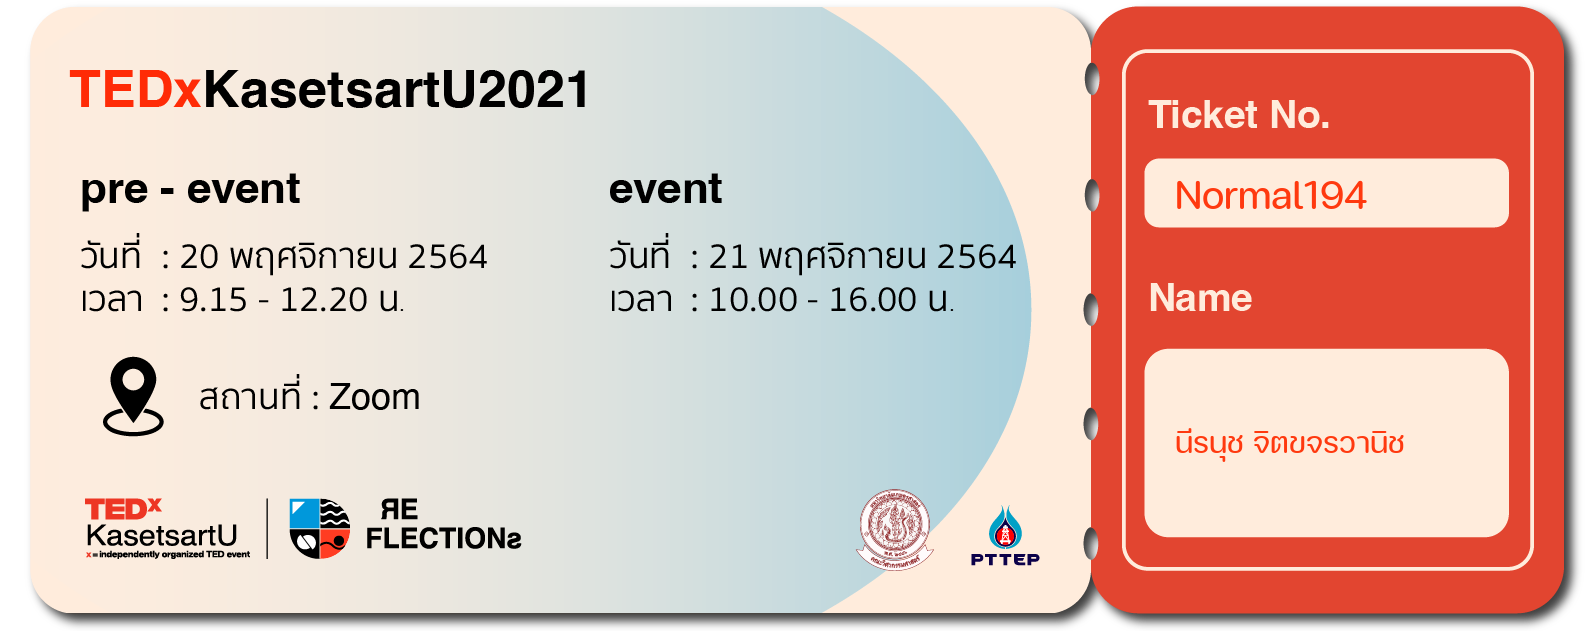 TEDxKasetsartU2021
pre - event
วันที่ : 20 พฤศจิกายน 2564
เวลา : 9.15 - 12.20 น.
event
วันที่ : 21 พฤศจิกายน 2564
เวลา : 10.00 - 16.00 น.
สถานที่ : Zoom
TEDx
KasetsartU
x = independently organized TED event
RE
FLECTIONs
PTTEP
Ticket No.
Normal194
Name
นีรนุช จิตขจรวานิช